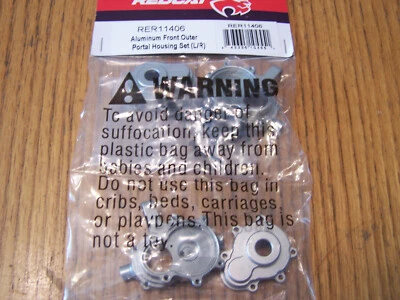 REDCAT
RER11406
RER11406
Aluminum Front Outer
Portal Housing Set (L/R)
WARNING
To avoid danger of
suffocation, keep this
plastic bag away from
babies and children.
Do not use this bag in
cribs, beds, carriages,
or playpens. This bag is
not a toy.